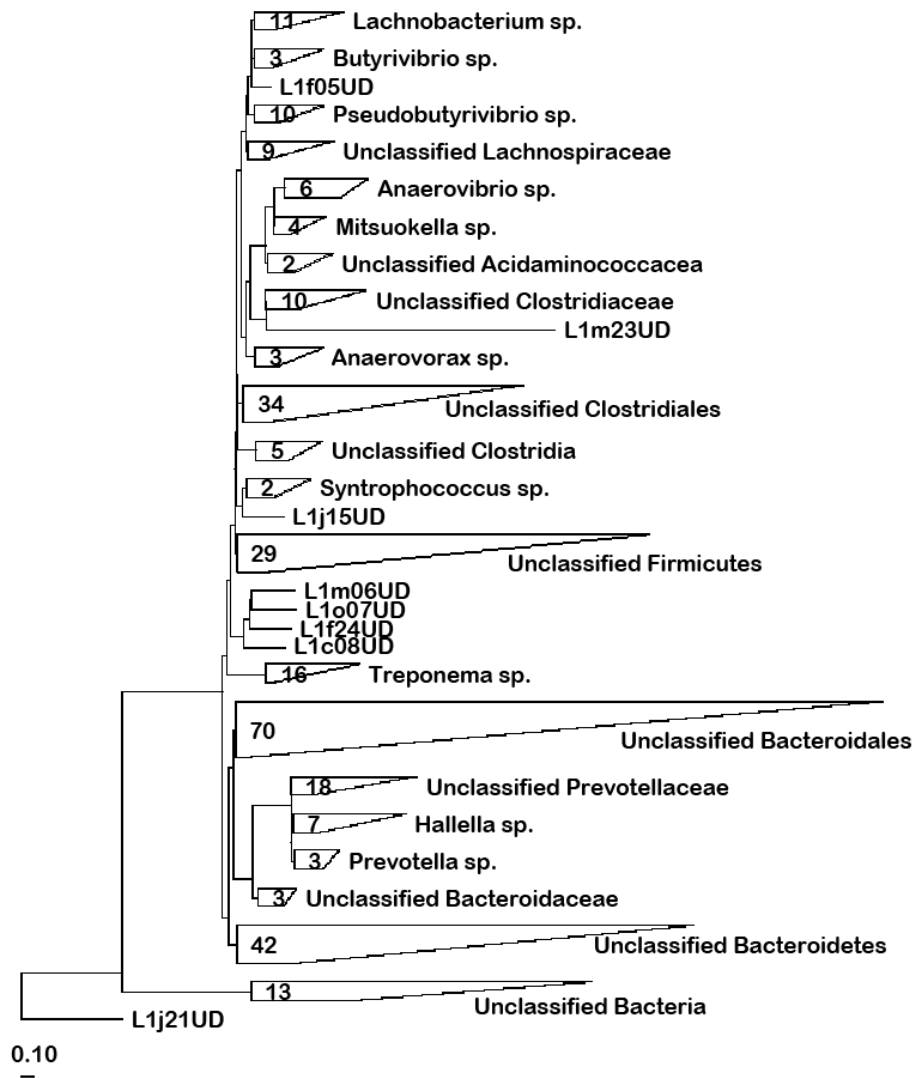 11 Lachnobacterium sp.
3 Butyrivibrio sp.
L1f05UD
10 Pseudobutyrivibrio sp.
9 Unclassified Lachnospiraceae
6 Anaerovibrio sp.
4 Mitsuokella sp.
2 Unclassified Acidaminococcacea
10 Unclassified Clostridiaceae
L1m23UD
3 Anaerovorax sp.
34 Unclassified Clostridiales
5 Unclassified Clostridia
2 Syntrophococcus sp.
L1j15UD
29 Unclassified Firmicutes
L1m06UD
L1o07UD
L1f24UD
L1c08UD
16 Treponema sp.
70 Unclassified Bacteroidales
18 Unclassified Prevotellaceae
7 Hallella sp.
3 Prevotella sp.
3 Unclassified Bacteroidaceae
42 Unclassified Bacteroidetes
13 Unclassified Bacteria
L1j21UD
0.10